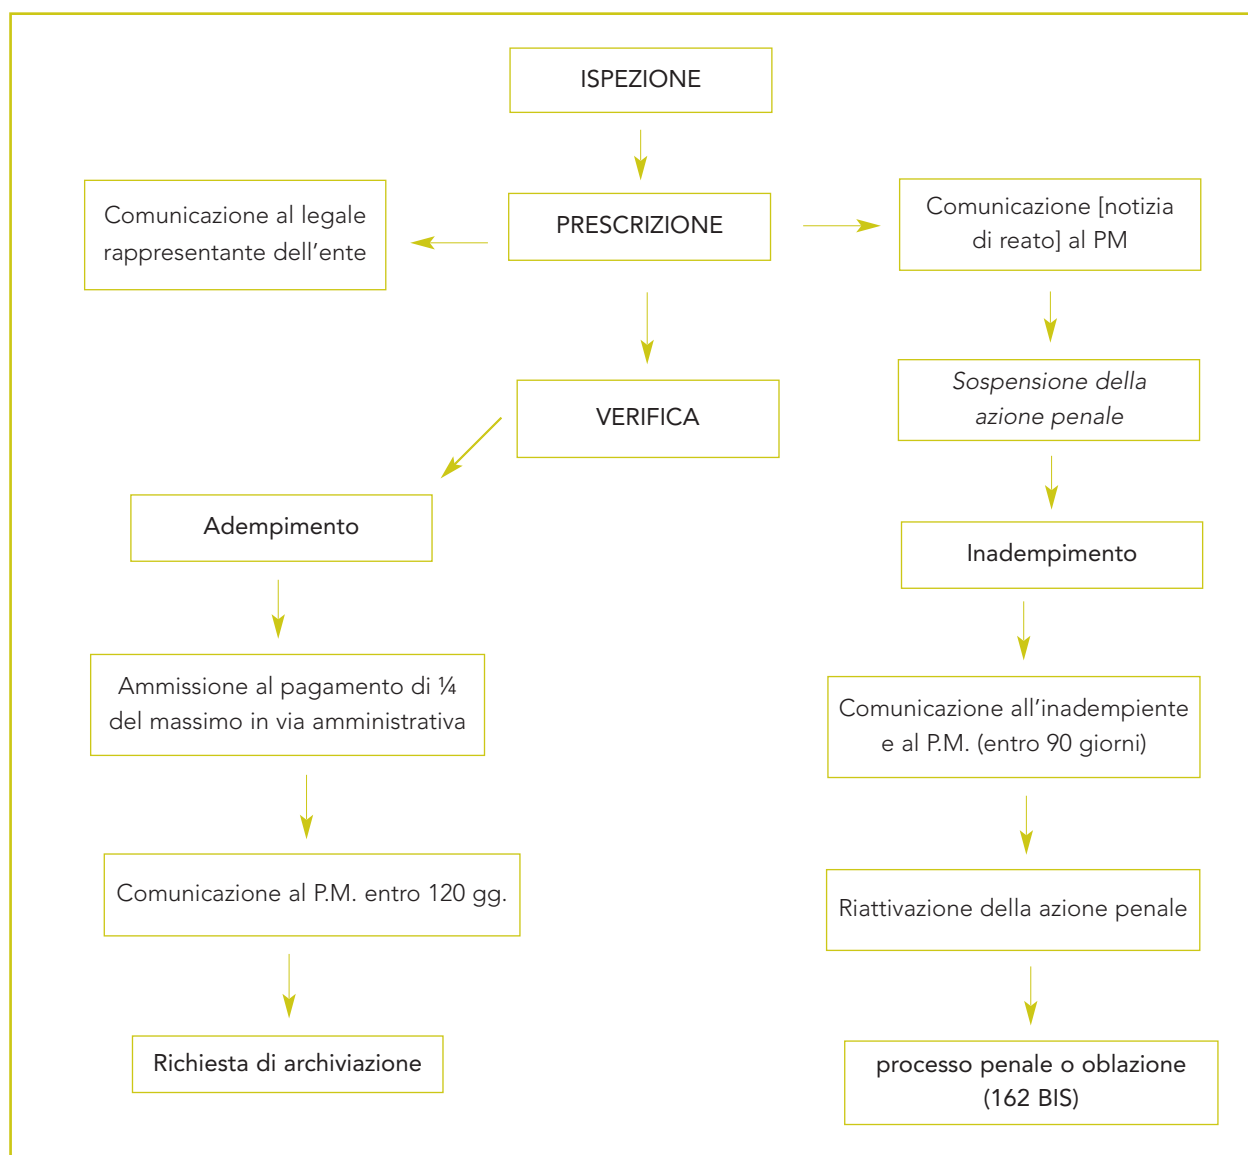 ISPEZIONE
Comunicazione al legale
rappresentante dell'ente
PRESCRIZIONE
Comunicazione [notizia
di reato] al PM
Sospensione della
azione penale
VERIFICA
Adempimento
Inadempimento
Ammissione al pagamento di ¼
del massimo in via amministrativa
Comunicazione all'inadempiente
e al P.M. (entro 90 giorni)
Comunicazione al P.M. entro 120 gg.
Riattivazione della azione penale
Richiesta di archiviazione
processo penale o oblazione
(162 BIS)